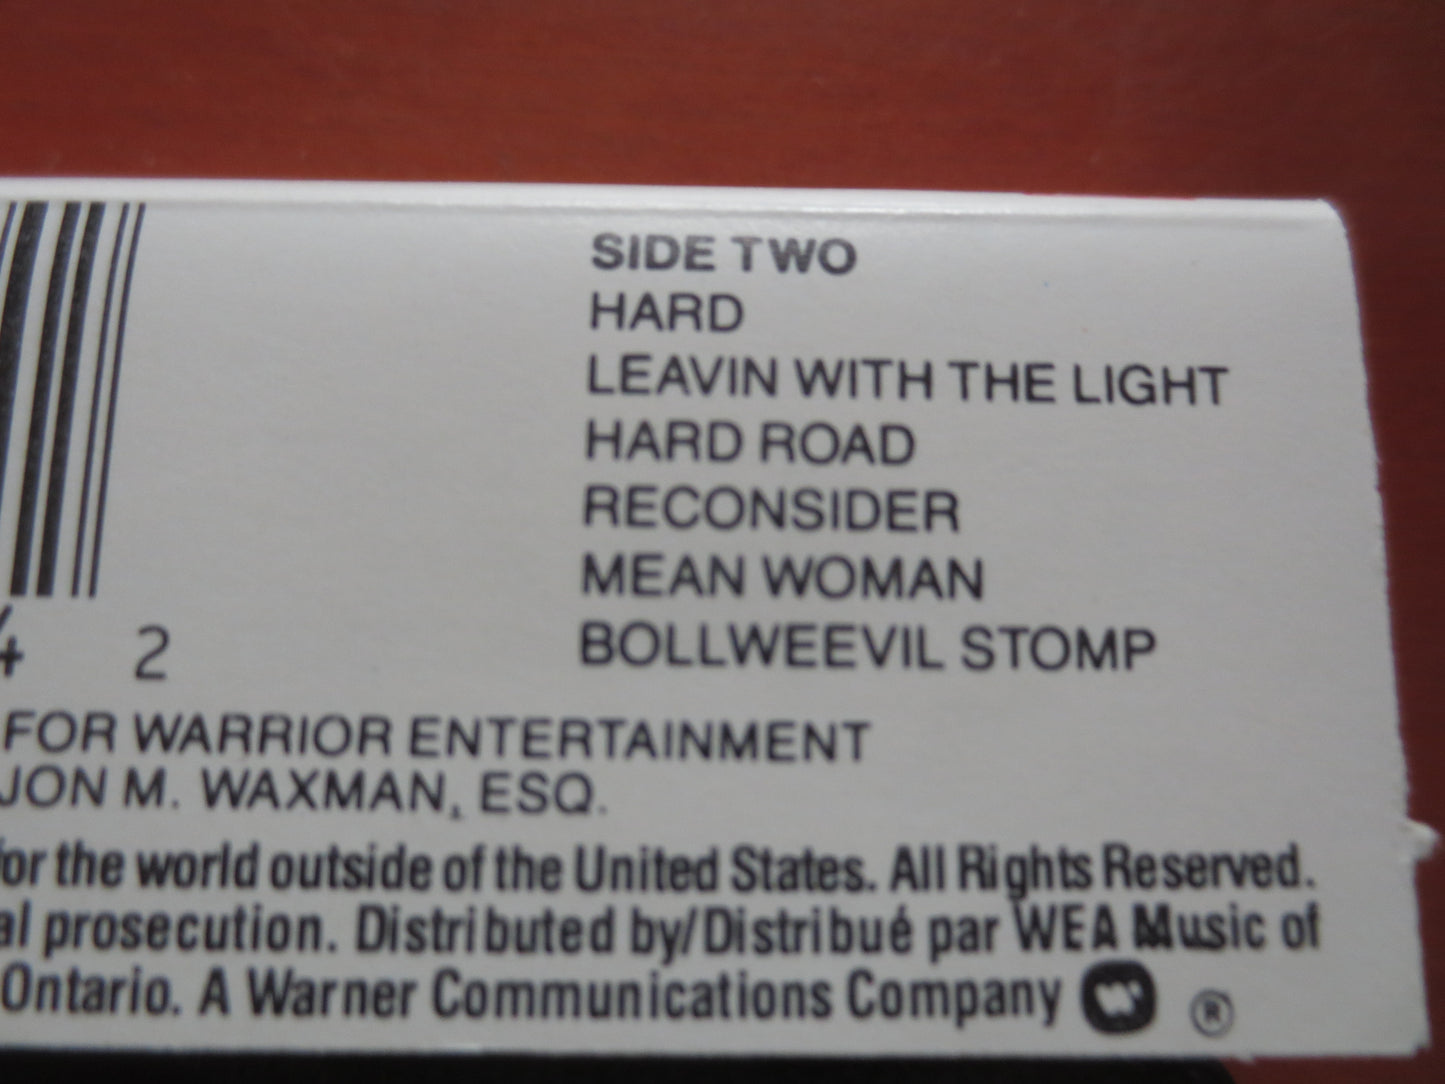 SIDE TWO
HARD
LEAVIN WITH THE LIGHT
HARD ROAD
RECONSIDER
MEAN WOMAN
BOLLWEEVIL STOMP
4 2
FOR WARRIOR ENTERTAINMENT
JON M. WAXMAN, ESQ.
for the world outside of the United States. All Rights Reserved.
al prosecution. Distributed by/Distribué par WEA Music of
Ontario. A Warner Communications Company W ®